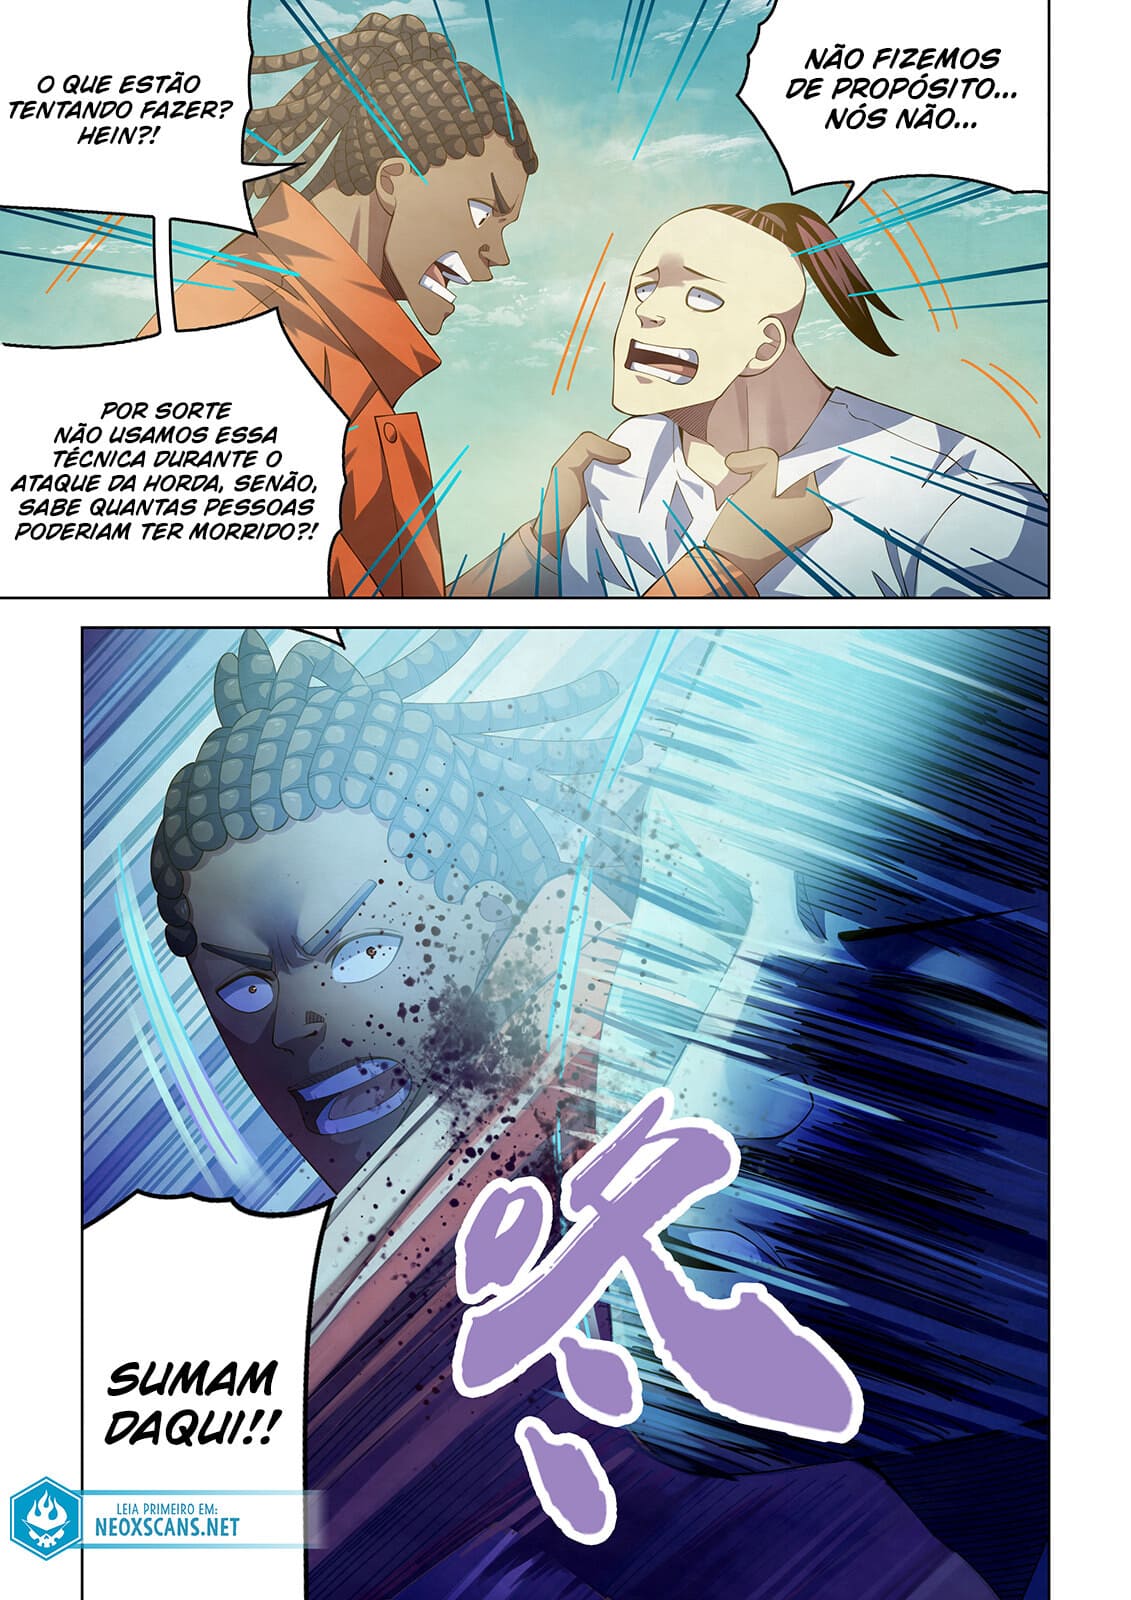 O QUE ESTÃO
TENTANDO FAZER?
HEIN?!
NÃO FIZEMOS
DE PROPÓSITO...
NÓS NÃO...
POR SORTE
NÃO USAMOS ESSA
TÉCNICA DURANTE O
ATAQUE DA HORDA, SENÃO,
SABE QUANTAS PESSOAS
PODERIAM TER MORRIDO?!
SUMAM
DAQUI!!
LEIA PRIMEIRO EM:
NEOXSCANS.NET